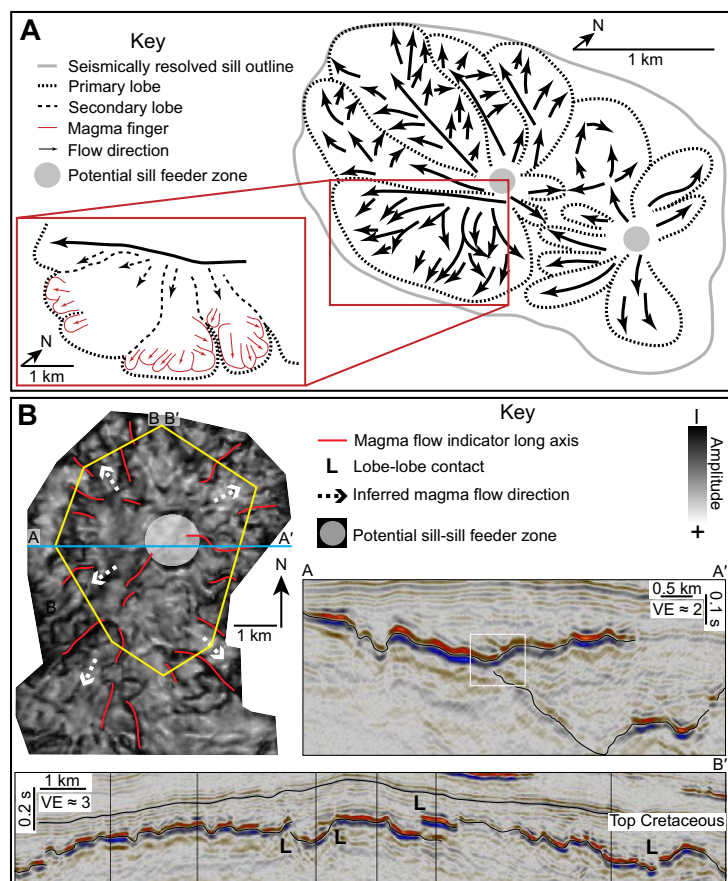 A
Key
Seismically resolved sill outline
Primary lobe
Secondary lobe
Magma finger
Flow direction
Potential sill feeder zone
N
1 km
N
1 km
B
B B′
A
A′
B
N
1 km
Key
Magma flow indicator long axis
L Lobe-lobe contact
Inferred magma flow direction
Potential sill-sill feeder zone
–
Amplitude
+
A
A′
0.5 km
VE ≈ 2
0.1 s
B′
1 km
0.2 s
VE ≈ 3
L
Top Cretaceous
L
L
L